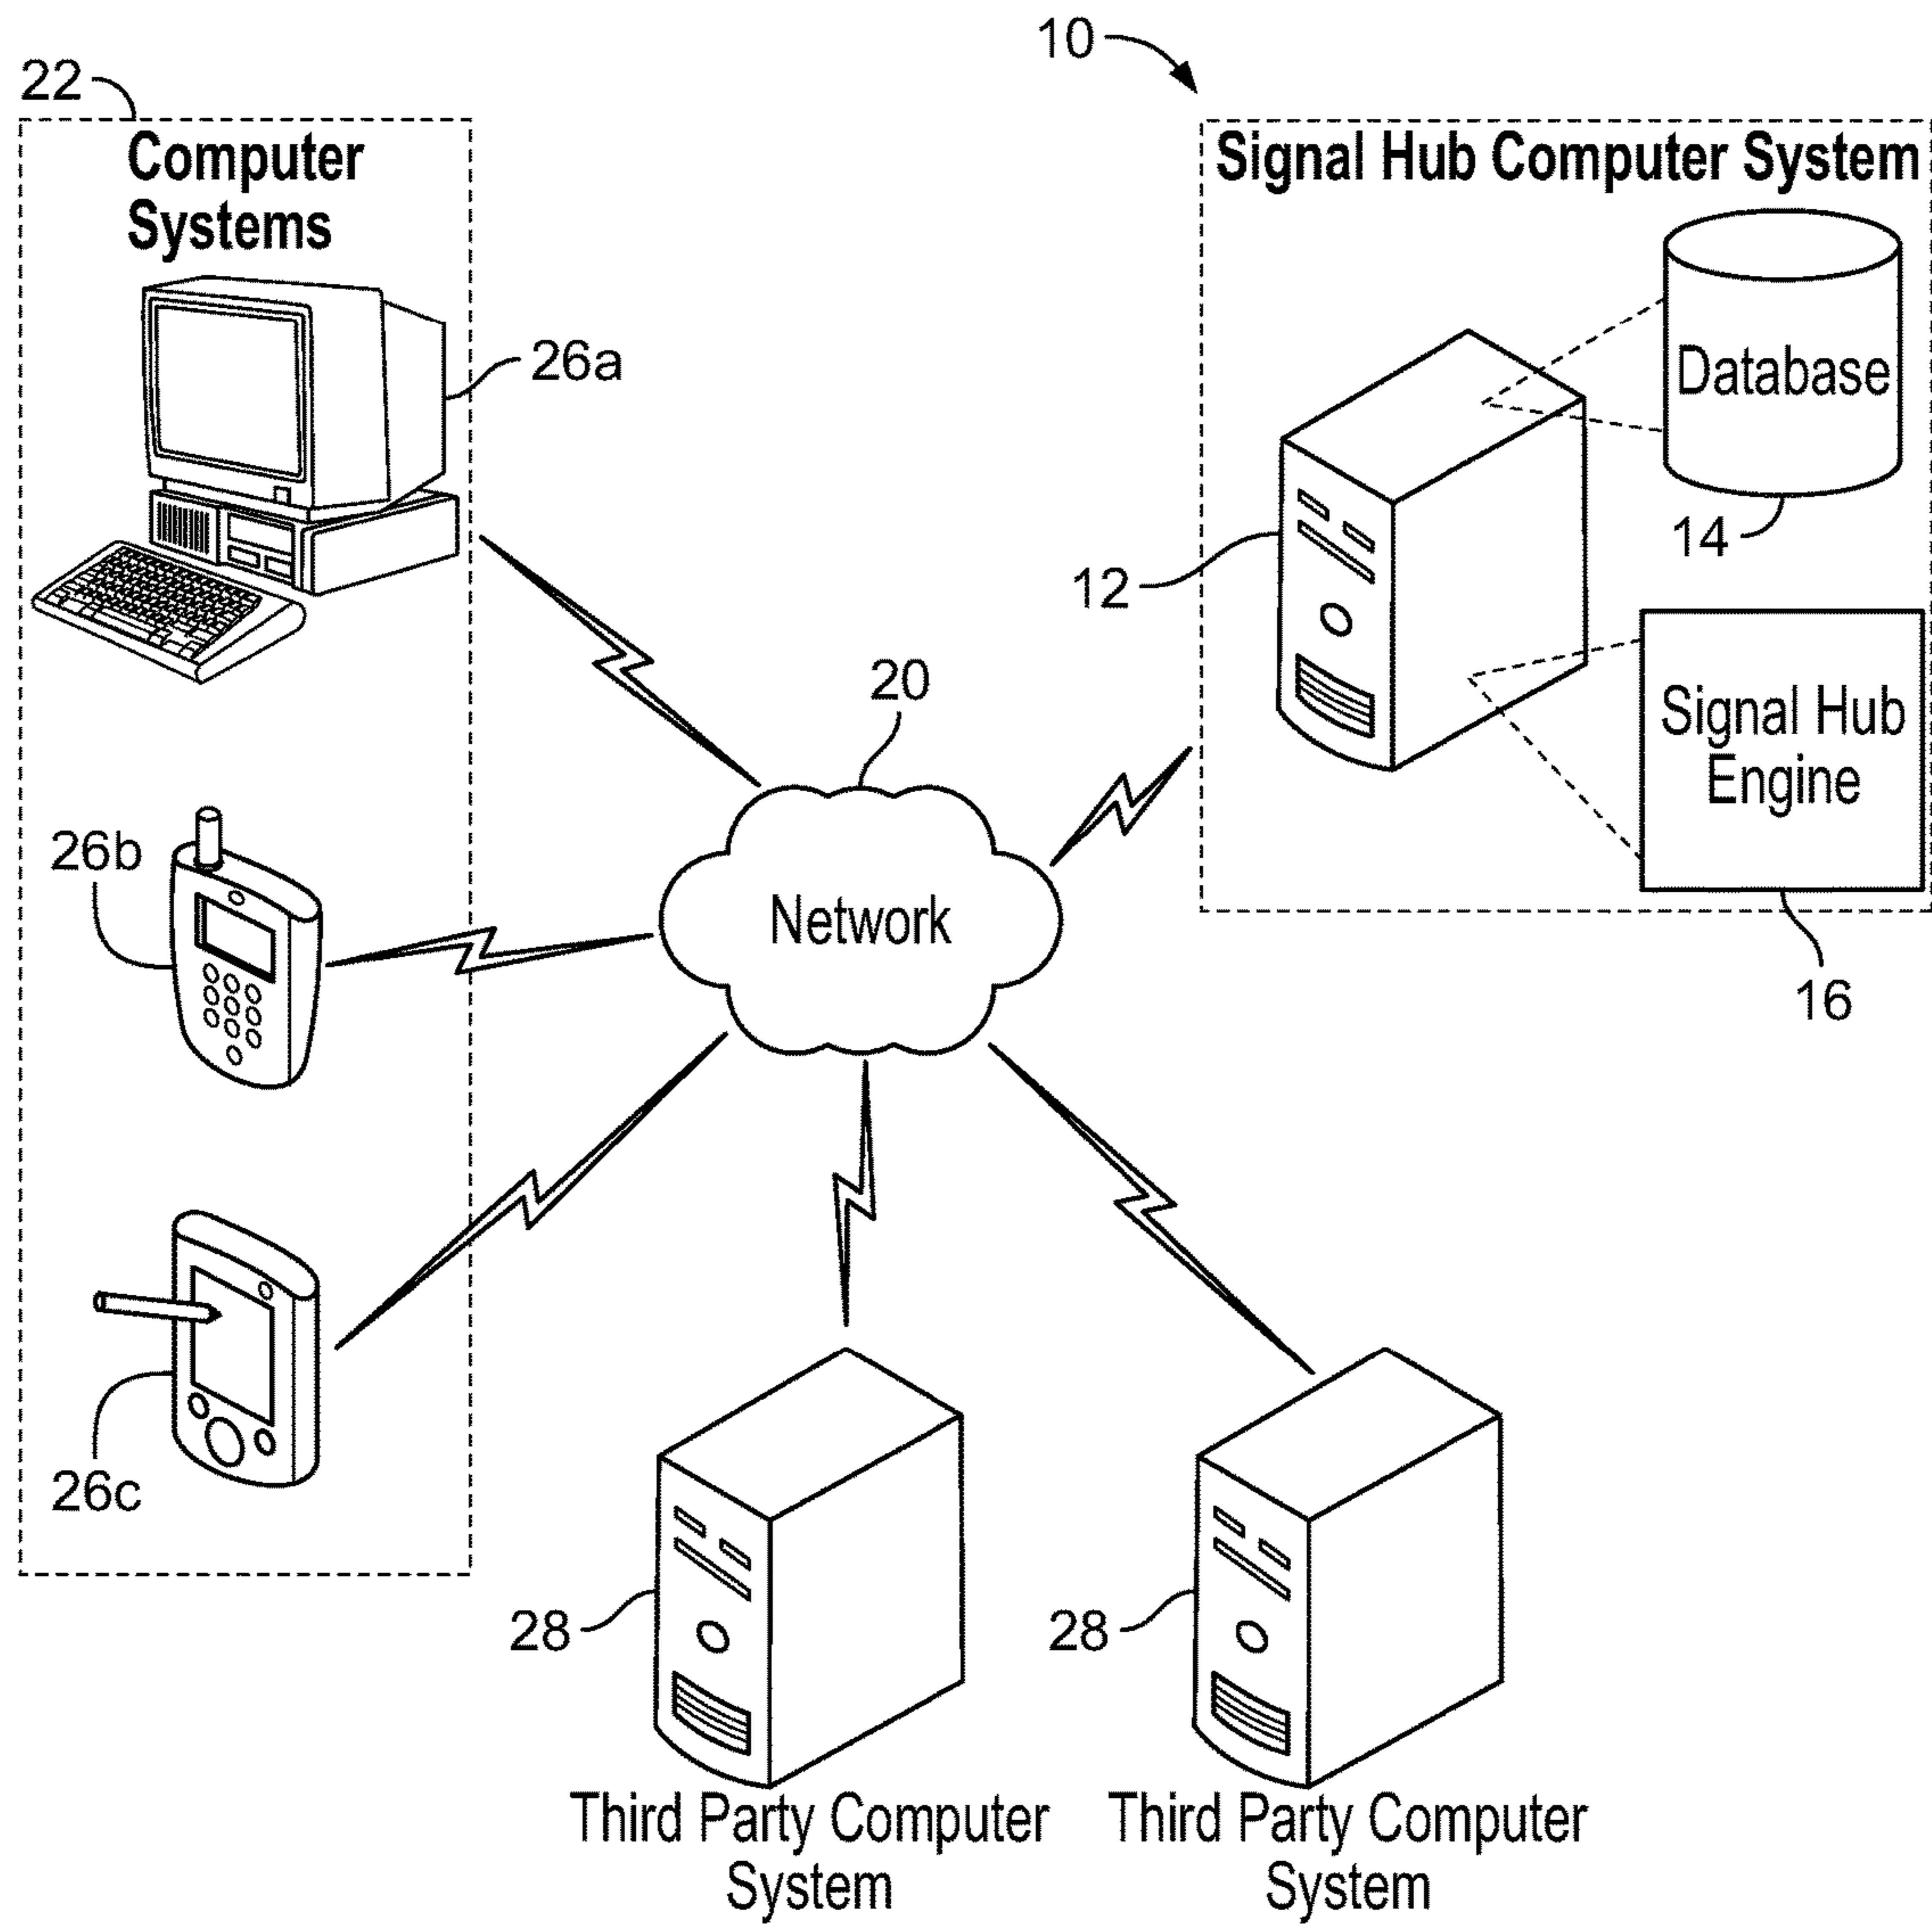 10
22
Computer
Systems
Signal Hub Computer System
26a
Database
14
12
20
Signal Hub
Engine
26b
Network
16
26c
28
28
Third Party Computer
System
Third Party Computer
System